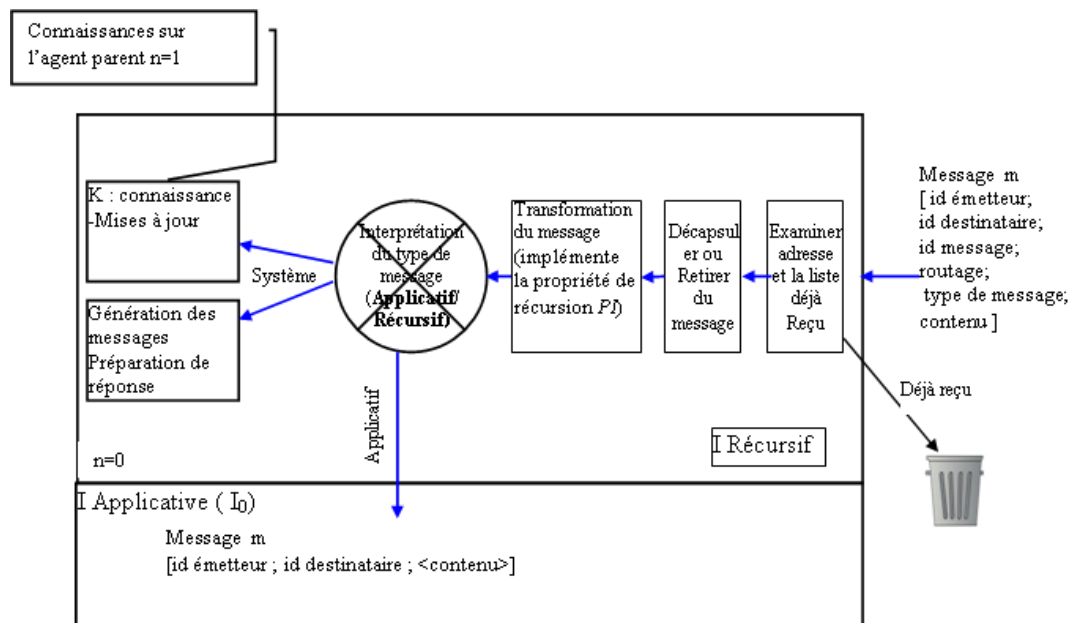 Connaissances sur
l'agent parent n=1
K : connaissance
-Mises à jour
Génération des
messages
Préparation de
réponse
Système
Interprétation
du type de
message
(Applicatif/
Récursif)
Transformation
du message
(implémente
la propriété de
récursion PI)
Décapsul
er ou
Retirer
du
message
Examiner
adresse
et la liste
déjà
Reçu
Message m
[ id émetteur;
id destinataire;
id message;
routage;
type de message;
contenu ]
Déjà reçu
Applicatif
I Récursif
n=0
I Applicative ( I0)
Message m
[id émetteur ; id destinataire ; <contenu>]